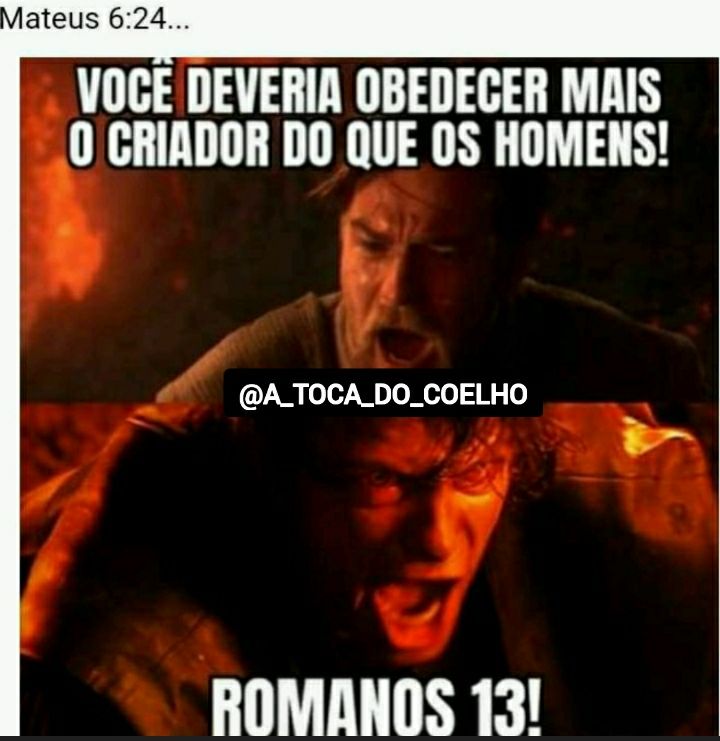 Mateus 6:24...
VOCÊ DEVERIA OBEDECER MAIS
O CRIADOR DO QUE OS HOMENS!
@A_TOCA_DO_COELHO
ROMANOS 13!